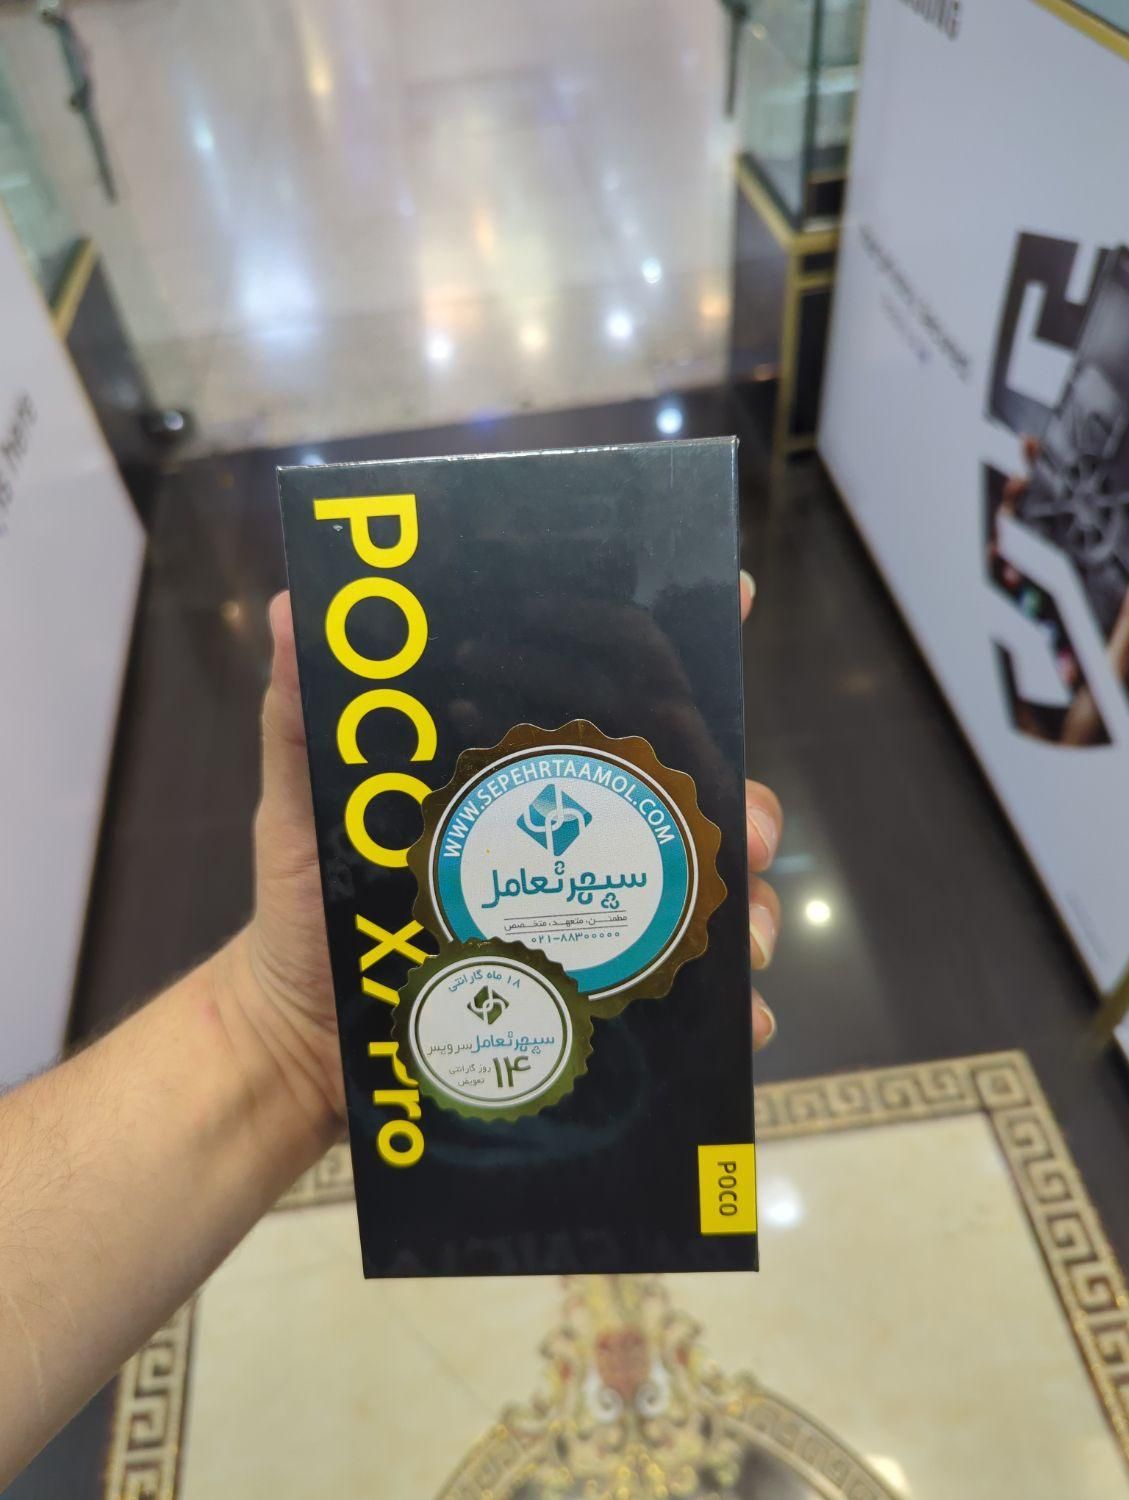 POCO X7 Pro
WWW.SEPEHRTAAMOL.COM
سپهرتعامل
مطمئن، متعهد، متخصص
۰۲۱-۸۸۳۰۰۰۰۰
۱۸ ماه گارانتی
سپهرتعامل سرویس
۱۴ روز گارانتی
تعویض
POCO